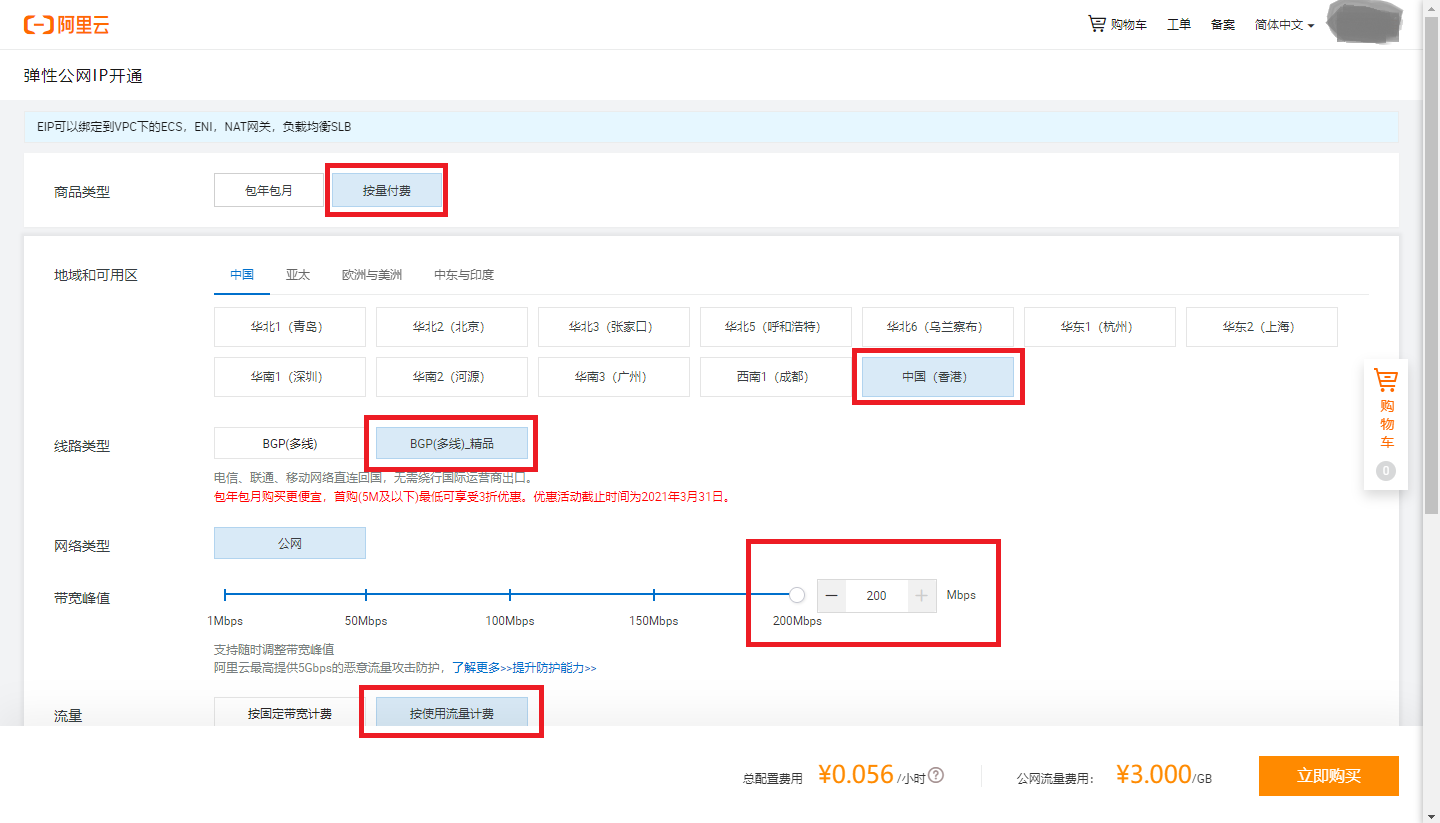 阿里云
购物车 工单 备案 简体中文
弹性公网IP开通
EIP可以绑定到VPC下的ECS，ENI，NAT网关，负载均衡SLB
商品类型 包年包月 按量付费
地域和可用区 中国 亚太 欧洲与美洲 中东与印度
华北1（青岛） 华北2（北京） 华北3（张家口） 华北5（呼和浩特） 华北6（乌兰察布） 华东1（杭州） 华东2（上海）
华南1（深圳） 华南2（河源） 华南3（广州） 西南1（成都） 中国（香港）
购物车
0
线路类型 BGP(多线) BGP(多线)_精品
电信、联通、移动网络直连回国，无需绕行国际运营商出口。
包年包月购买更便宜，首购(5M及以下)最低可享受3折优惠。优惠活动截止时间为2021年3月31日。
网络类型 公网
带宽峰值 — 200 + Mbps
1Mbps 50Mbps 100Mbps 150Mbps 200Mbps
支持随时调整带宽峰值
阿里云最高提供5Gbps的恶意流量攻击防护，了解更多>>提升防护能力>>
流量 按固定带宽计费 按使用流量计费
总配置费用 ¥0.056 /小时 ? 公网流量费用： ¥3.000/GB 立即购买